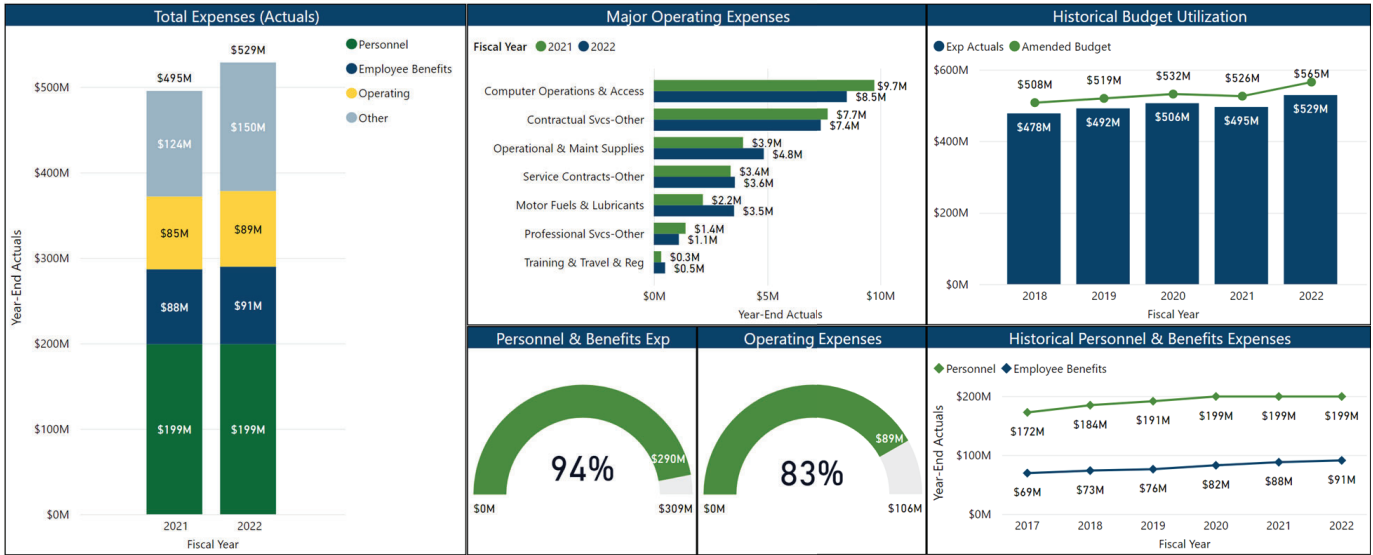 Total Expenses (Actuals)
$529M
$495M
Personnel
Employee Benefits
Operating
Other
$500M
$400M
$300M
$200M
$100M
$0M
Year-End Actuals
$124M
$150M
$85M
$89M
$88M
$91M
$199M
$199M
2021
2022
Fiscal Year
Major Operating Expenses
Fiscal Year 2021 2022
Computer Operations & Access
$9.7M
$8.5M
Contractual Svcs-Other
$7.7M
$7.4M
Operational & Maint Supplies
$3.9M
$4.8M
Service Contracts-Other
$3.4M
$3.6M
Motor Fuels & Lubricants
$2.2M
$3.5M
Professional Svcs-Other
$1.4M
$1.1M
Training & Travel & Reg
$0.3M
$0.5M
$0M
$5M
$10M
Year-End Actuals
Historical Budget Utilization
Exp Actuals
Amended Budget
$600M
$400M
$200M
$0M
$508M
$519M
$532M
$526M
$565M
$478M
$492M
$506M
$495M
$529M
2018
2019
2020
2021
2022
Fiscal Year
Personnel & Benefits Exp
94%
$290M
$0M
$309M
Operating Expenses
83%
$89M
$0M
$106M
Historical Personnel & Benefits Expenses
Personnel
Employee Benefits
$200M
$100M
$0M
Year-End Actuals
$172M
$184M
$191M
$199M
$199M
$199M
$69M
$73M
$76M
$82M
$88M
$91M
2017
2018
2019
2020
2021
2022
Fiscal Year